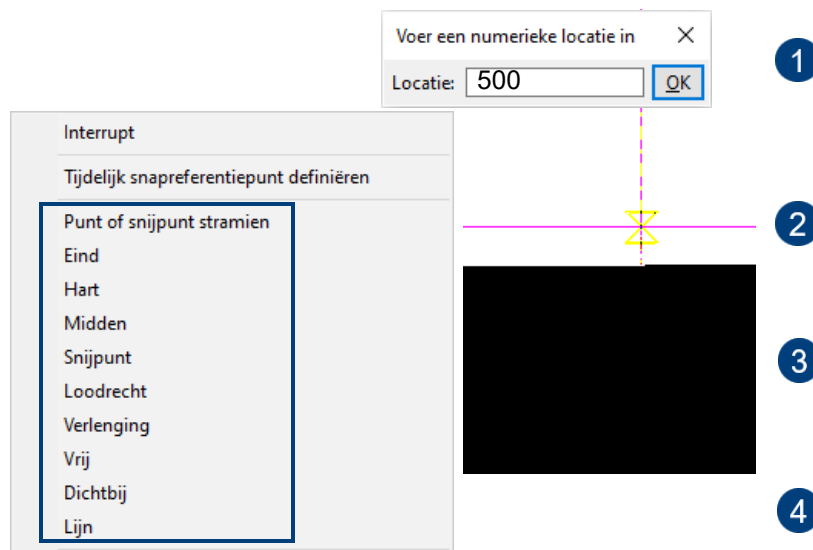 Voer een numerieke locatie in
Locatie: 500 OK
1
Interrupt
Tijdelijk snapreferentiepunt definiëren
Punt of snijpunt stramien
Eind
Hart
Midden
Snijpunt
Loodrecht
Verlenging
Vrij
Dichtbij
Lijn
2
3
4